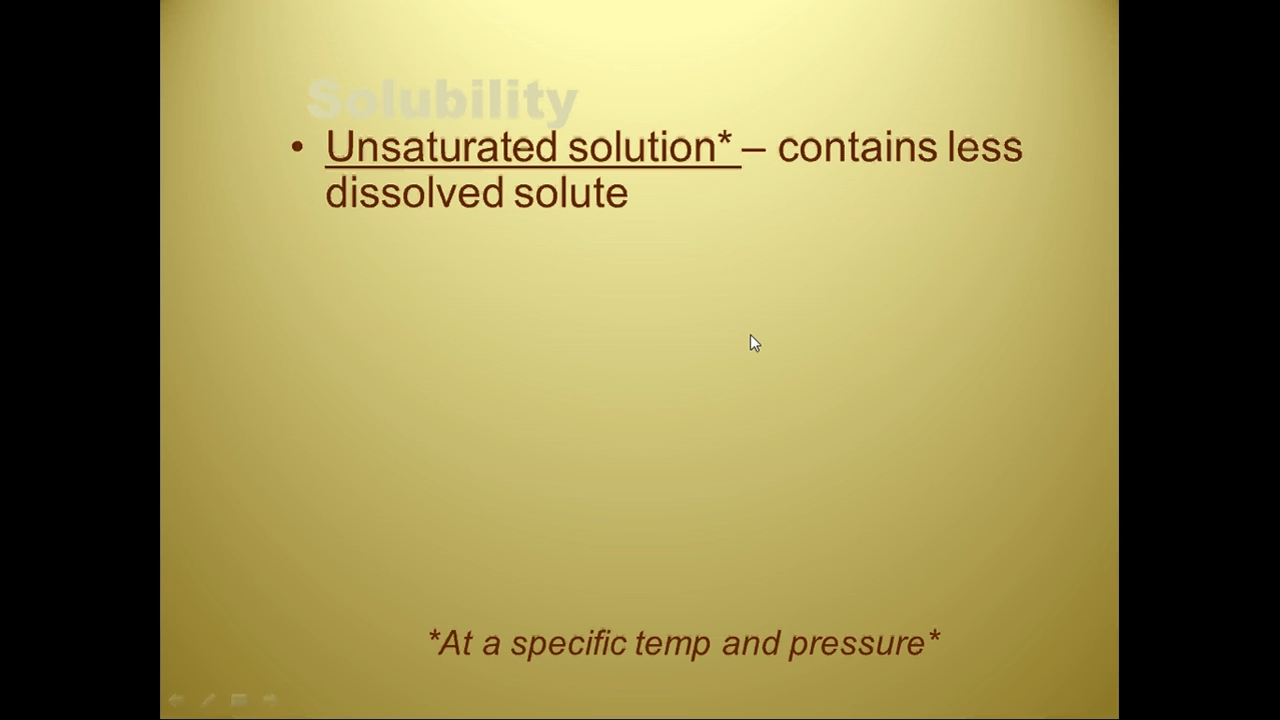 Solubility
• Unsaturated solution* – contains less
dissolved solute
*At a specific temp and pressure*